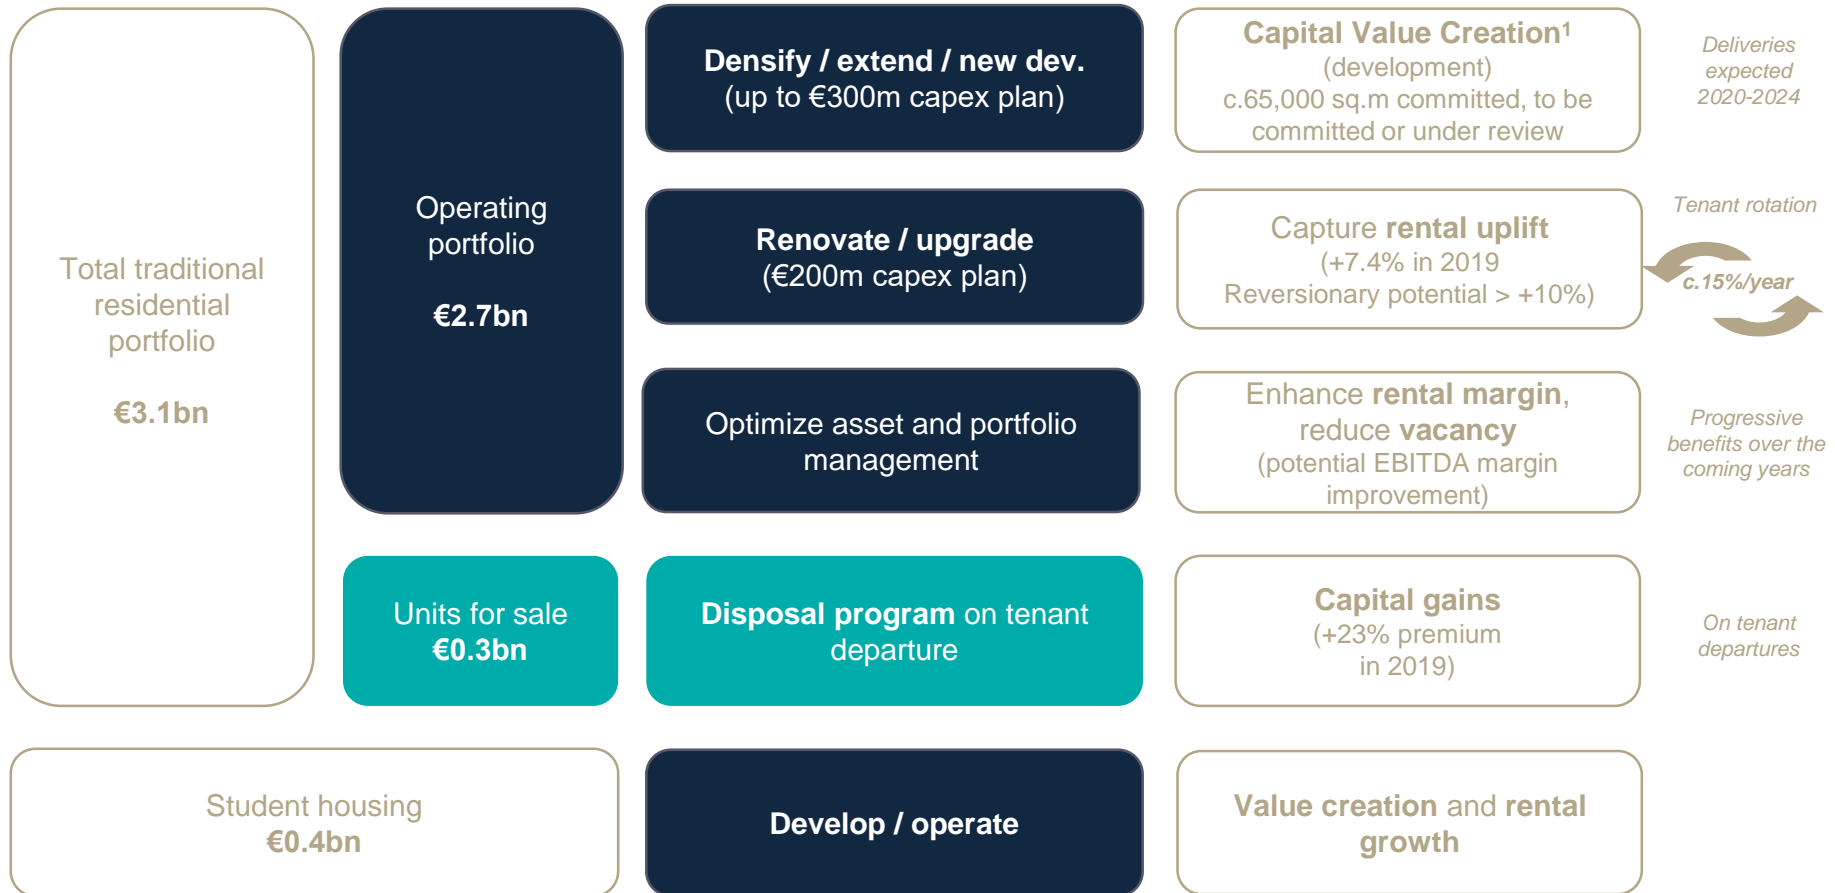 Total traditional
residential
portfolio
€3.1bn
Operating
portfolio
€2.7bn
Densify / extend / new dev.
(up to €300m capex plan)
Capital Value Creation¹
(development)
c.65,000 sq.m committed, to be
committed or under review
Deliveries
expected
2020-2024
Renovate / upgrade
(€200m capex plan)
Capture rental uplift
(+7.4% in 2019
Reversionary potential > +10%)
Tenant rotation
c.15%/year
Optimize asset and portfolio
management
Enhance rental margin,
reduce vacancy
(potential EBITDA margin
improvement)
Progressive
benefits over the
coming years
Units for sale
€0.3bn
Disposal program on tenant
departure
Capital gains
(+23% premium
in 2019)
On tenant
departures
Student housing
€0.4bn
Develop / operate
Value creation and rental
growth